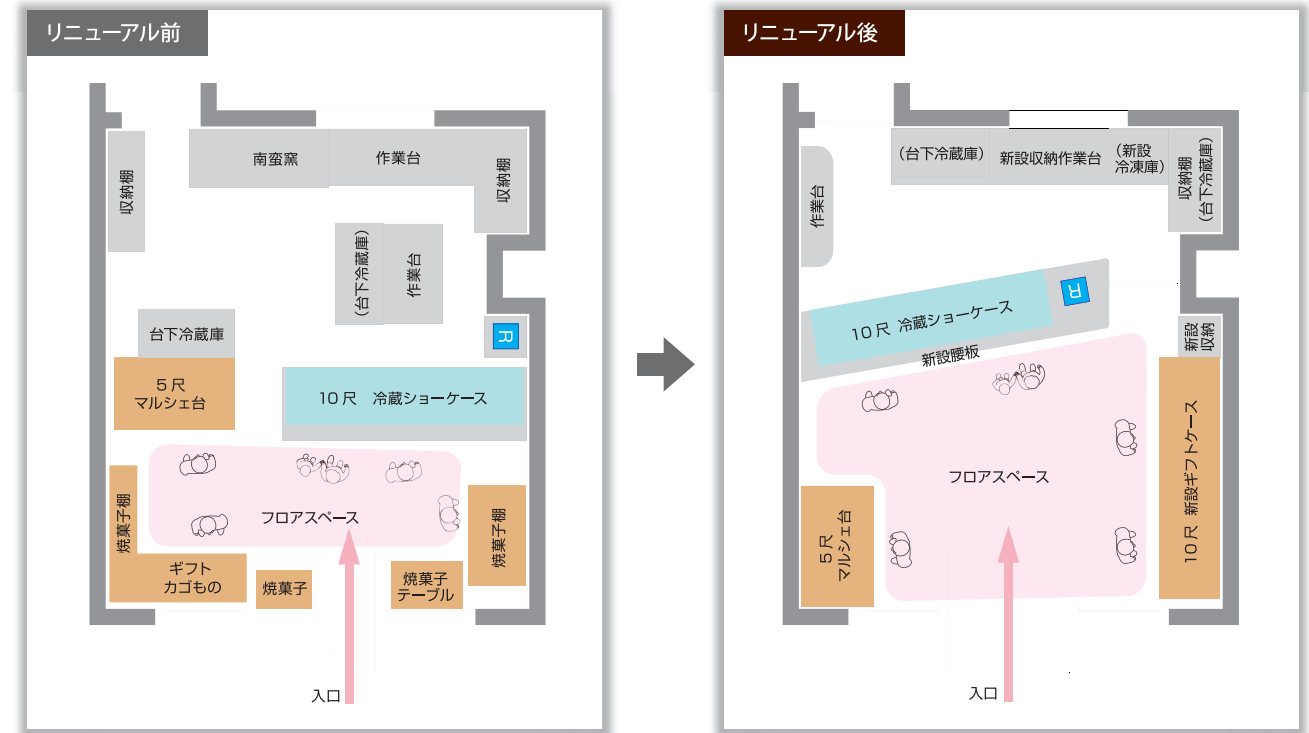 リニューアル前
収納棚
南蛮窯
作業台
収納棚
(台下冷蔵庫)
作業台
台下冷蔵庫
R
5尺
マルシェ台
10尺 冷蔵ショーケース
焼菓子棚
フロアスペース
焼菓子棚
ギフト
カゴもの
焼菓子
焼菓子
テーブル
入口
リニューアル後
(台下冷蔵庫)
新設収納作業台
(新設
冷凍庫)
収納棚
(台下冷蔵庫)
作業台
R
10尺 冷蔵ショーケース
新設腰板
新設
収納
フロアスペース
10尺 新設ギフトケース
5尺
マルシェ台
入口